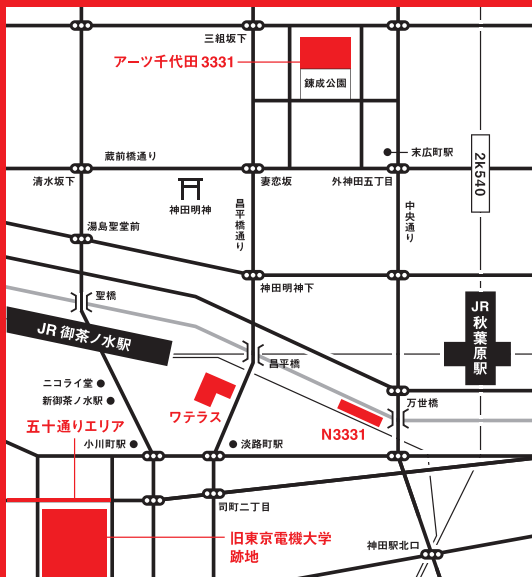 三組坂下
アーツ千代田 3331
錬成公園
蔵前橋通り
末広町駅
2k540
清水坂下
妻恋坂
外神田五丁目
神田明神
昌平橋通り
中央通り
湯島聖堂前
神田明神下
聖橋
JR 御茶ノ水駅
JR秋葉原駅
昌平橋
ニコライ堂
新御茶ノ水駅
ワテラス
万世橋
五十通りエリア
N3331
小川町駅
淡路町駅
司町二丁目
旧東京電機大学
跡地
神田駅北口